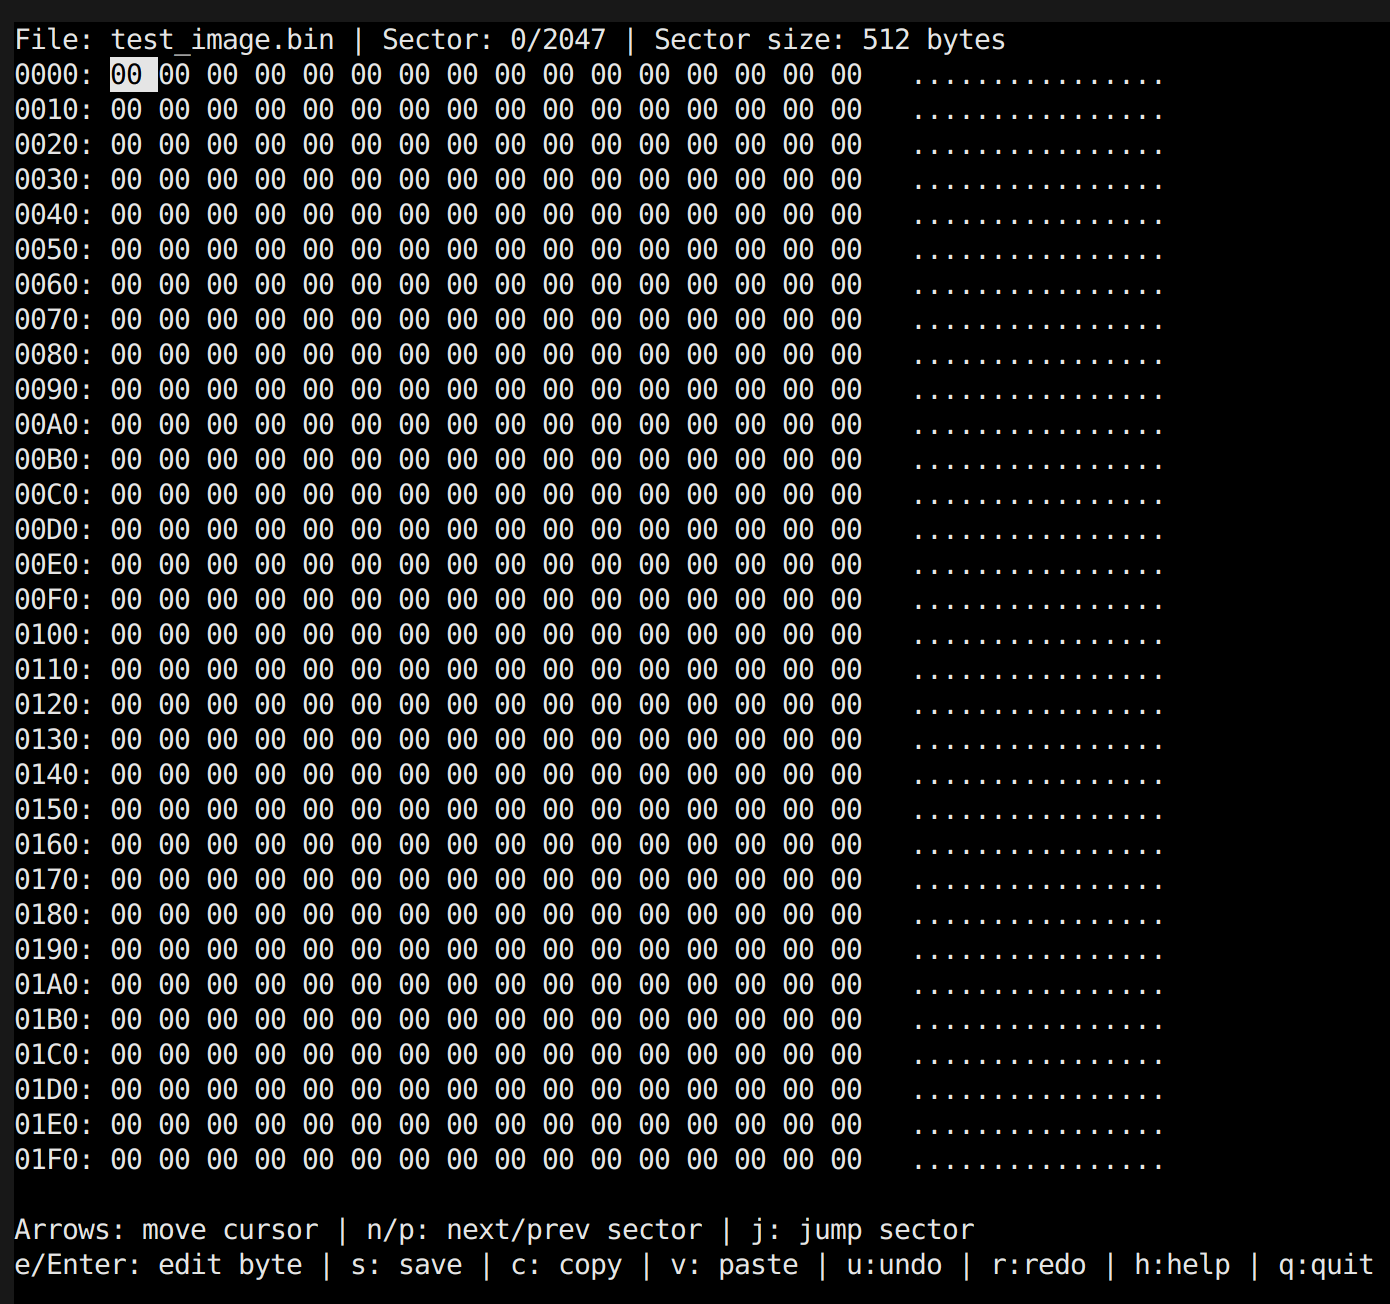 File: test_image.bin | Sector: 0/2047 | Sector size: 512 bytes
0000: 00 00 00 00 00 00 00 00 00 00 00 00 00 00 00 00   ................
0010: 00 00 00 00 00 00 00 00 00 00 00 00 00 00 00 00   ................
0020: 00 00 00 00 00 00 00 00 00 00 00 00 00 00 00 00   ................
0030: 00 00 00 00 00 00 00 00 00 00 00 00 00 00 00 00   ................
0040: 00 00 00 00 00 00 00 00 00 00 00 00 00 00 00 00   ................
0050: 00 00 00 00 00 00 00 00 00 00 00 00 00 00 00 00   ................
0060: 00 00 00 00 00 00 00 00 00 00 00 00 00 00 00 00   ................
0070: 00 00 00 00 00 00 00 00 00 00 00 00 00 00 00 00   ................
0080: 00 00 00 00 00 00 00 00 00 00 00 00 00 00 00 00   ................
0090: 00 00 00 00 00 00 00 00 00 00 00 00 00 00 00 00   ................
00A0: 00 00 00 00 00 00 00 00 00 00 00 00 00 00 00 00   ................
00B0: 00 00 00 00 00 00 00 00 00 00 00 00 00 00 00 00   ................
00C0: 00 00 00 00 00 00 00 00 00 00 00 00 00 00 00 00   ................
00D0: 00 00 00 00 00 00 00 00 00 00 00 00 00 00 00 00   ................
00E0: 00 00 00 00 00 00 00 00 00 00 00 00 00 00 00 00   ................
00F0: 00 00 00 00 00 00 00 00 00 00 00 00 00 00 00 00   ................
0100: 00 00 00 00 00 00 00 00 00 00 00 00 00 00 00 00   ................
0110: 00 00 00 00 00 00 00 00 00 00 00 00 00 00 00 00   ................
0120: 00 00 00 00 00 00 00 00 00 00 00 00 00 00 00 00   ................
0130: 00 00 00 00 00 00 00 00 00 00 00 00 00 00 00 00   ................
0140: 00 00 00 00 00 00 00 00 00 00 00 00 00 00 00 00   ................
0150: 00 00 00 00 00 00 00 00 00 00 00 00 00 00 00 00   ................
0160: 00 00 00 00 00 00 00 00 00 00 00 00 00 00 00 00   ................
0170: 00 00 00 00 00 00 00 00 00 00 00 00 00 00 00 00   ................
0180: 00 00 00 00 00 00 00 00 00 00 00 00 00 00 00 00   ................
0190: 00 00 00 00 00 00 00 00 00 00 00 00 00 00 00 00   ................
01A0: 00 00 00 00 00 00 00 00 00 00 00 00 00 00 00 00   ................
01B0: 00 00 00 00 00 00 00 00 00 00 00 00 00 00 00 00   ................
01C0: 00 00 00 00 00 00 00 00 00 00 00 00 00 00 00 00   ................
01D0: 00 00 00 00 00 00 00 00 00 00 00 00 00 00 00 00   ................
01E0: 00 00 00 00 00 00 00 00 00 00 00 00 00 00 00 00   ................
01F0: 00 00 00 00 00 00 00 00 00 00 00 00 00 00 00 00   ................
Arrows: move cursor | n/p: next/prev sector | j: jump sector
e/Enter: edit byte | s: save | c: copy | v: paste | u:undo | r:redo | h:help | q:quit